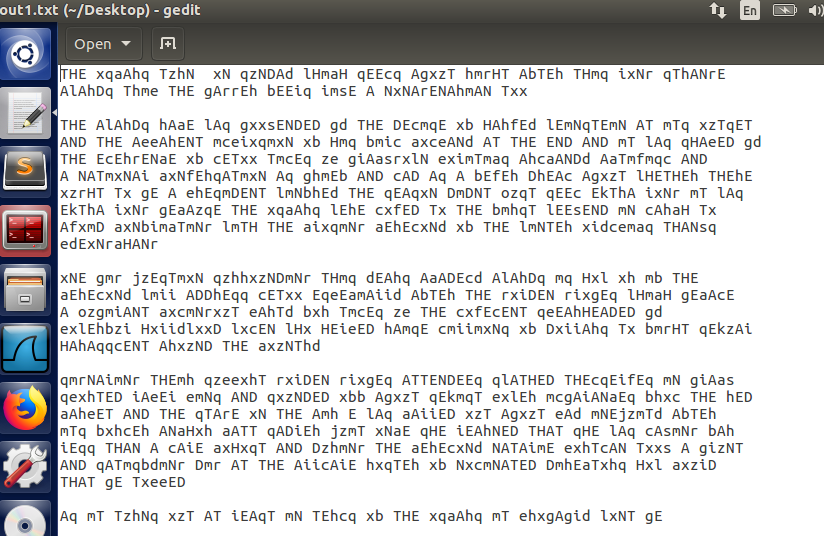 out1.txt (~/Desktop) - gedit
En
Open
THE xqaAhq TzhN  xN qzNDAd lHmaH qEEcq AgxzT hmrHT AbTEh THmq ixNr qThANrE
AlAhDq Thme THE gArrEh bEEiq imsE A NxNArENAhmAN Txx
THE AlAhDq hAaE lAq gxxsENDED gd THE DEcmqE xb HAhfEd lEmNqTEmN AT mTq xzTqET
AND THE AeeAhENT mceixqmxN xb Hmq bmic axceANd AT THE END AND mT lAq qHAeED gd
THE EcEhrENaE xb cETxx TmcEq ze giAasrxlN eximTmaq AhcaANDd AaTmfmqc AND
A NATmxNAi axNfEhqATmxN Aq ghmEb AND cAD Aq A bEfEh DhEAc AgxzT lHETHEh THEhE
xzrHT Tx gE A ehEqmDENT lmNbhEd THE qEAqxN DmDNT ozqT qEEc EkThA ixNr mT lAq
EkThA ixNr gEaAzqE THE xqaAhq lEhE cxfED Tx THE bmhqT lEEsEND mN cAhaH Tx
AfxmD axNbimaTmNr lmTH THE aixqmNr aEhEcxNd xb THE lmNTEh xidcemaq THANsq
edExNraHANr
xNE gmr jzEqTmxN qzhhxzNDmNr THmq dEAhq AaADEcd AlAhDq mq Hxl xh mb THE
aEhEcxNd lmii ADDhEqq cETxx EqeEamAiid AbTEh THE rxiDEN rixgEq lHmaH gEaAcE
A ozgmiANT axcmNrxzT eAhTd bxh TmcEq ze THE cxfEcENT qeEAhHEADED gd
exlEhbzi HxiidlxxD lxcEN lHx HEieED hAmqE cmiimxNq xb DxiiAhq Tx bmrHT qEkzAi
HAhAqqcENT AhxzND THE axzNThd
qmrNAimNr THEmh qzeexhT rxiDEN rixgEq ATTENDEEq qlATHED THEcqEifEq mN giAas
qexhTED iAeEi emNq AND qxzNDED xbb AgxzT qEkmqT exlEh mcgAiANaEq bhxc THE hED
aAheET AND THE qTArE xN THE Amh E lAq aAiiED xzT AgxzT eAd mNEjzmTd AbTEh
mTq bxhcEh ANaHxh aATT qADiEh jzmT xNaE qHE iEAhNED THAT qHE lAq cAsmNr bAh
iEqq THAN A cAiE axHxqT AND DzhmNr THE aEhEcxNd NATAimE exhTcAN Txxs A gizNT
AND qATmqbdmNr Dmr AT THE AiicAiE hxqTEh xb NxcmNATED DmhEaTxhq Hxl axziD
THAT gE TxeeED
Aq mT TzhNq xzT AT iEAqT mN TEhcq xb THE xqaAhq mT ehxgAgid lxNT gE